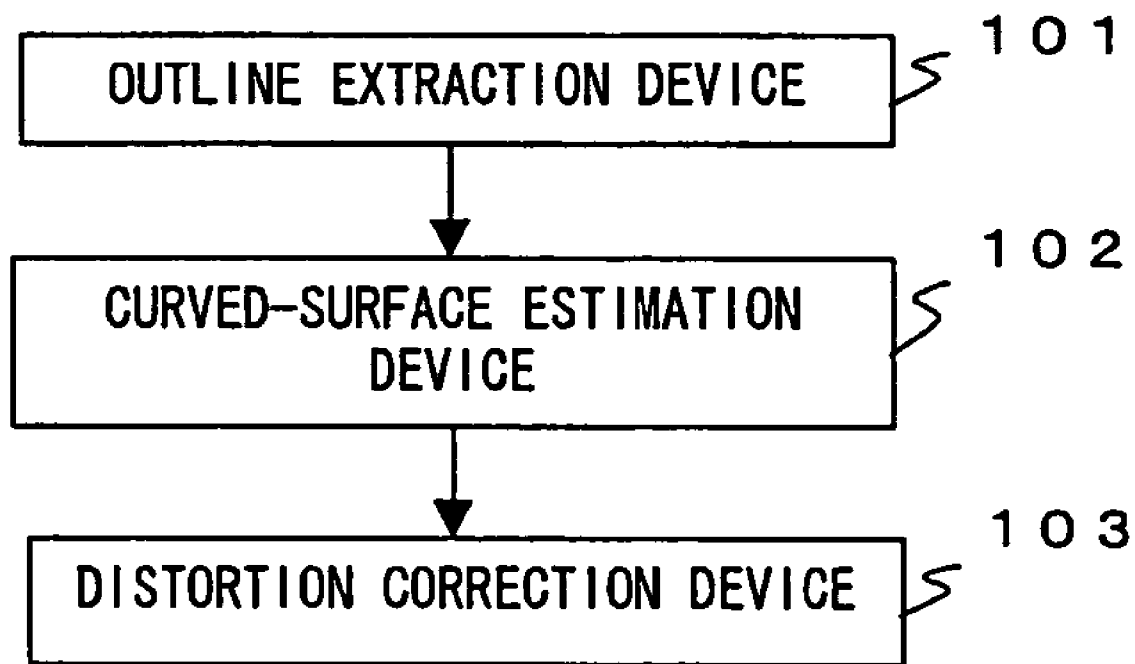 101
OUTLINE EXTRACTION DEVICE
102
CURVED-SURFACE ESTIMATION
DEVICE
103
DISTORTION CORRECTION DEVICE